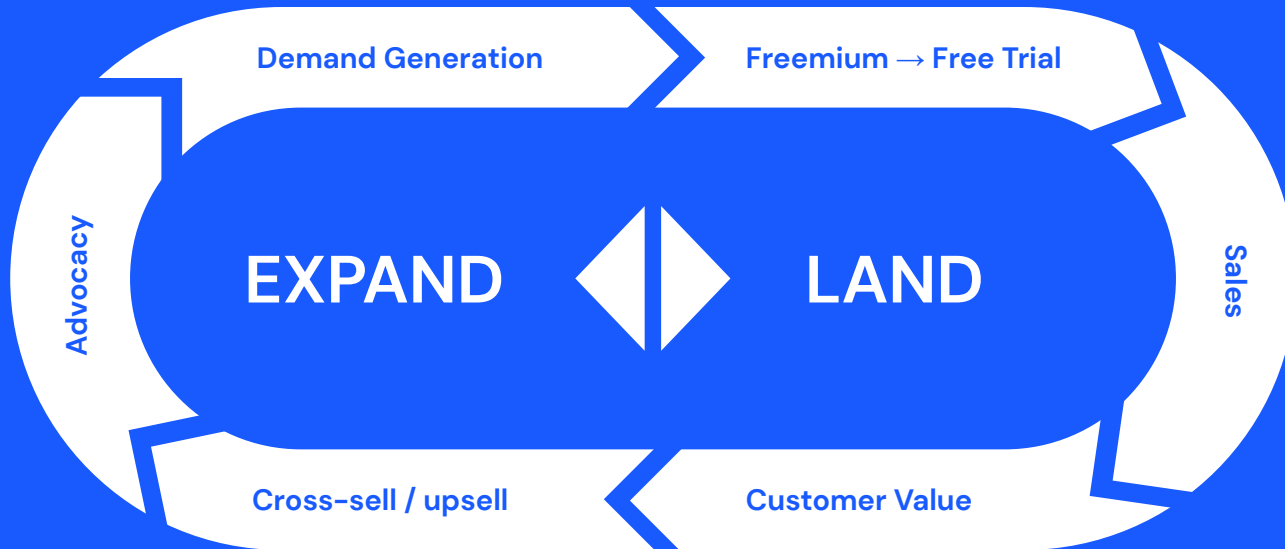 Demand Generation
Freemium → Free Trial
Advocacy
EXPAND
LAND
Sales
Cross-sell / upsell
Customer Value